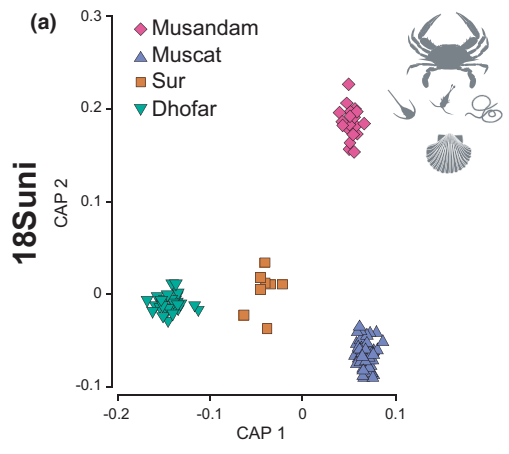 (a)
0.3
Musandam
Muscat
Sur
Dhofar
0.2
0.1
0
-0.1
18Suni
CAP 2
-0.2
-0.1
0
0.1
CAP 1